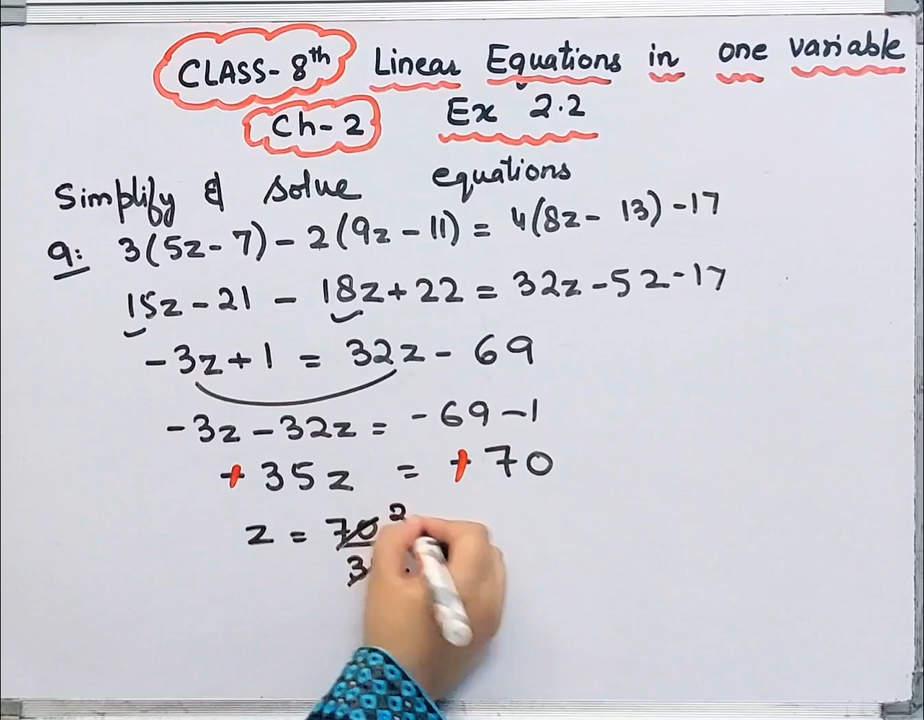 CLASS- 8th Linear Equations in one variable
Ch- 2 Ex 2.2
Simplify & solve equations
9: 3(5z - 7) - 2(9z - 11) = 4(8z - 13) - 17
15z - 21 - 18z + 22 = 32z - 52 - 17
-3z + 1 = 32z - 69
-3z - 32z = -69 - 1
+ 35z = + 70
z = 70 2
3